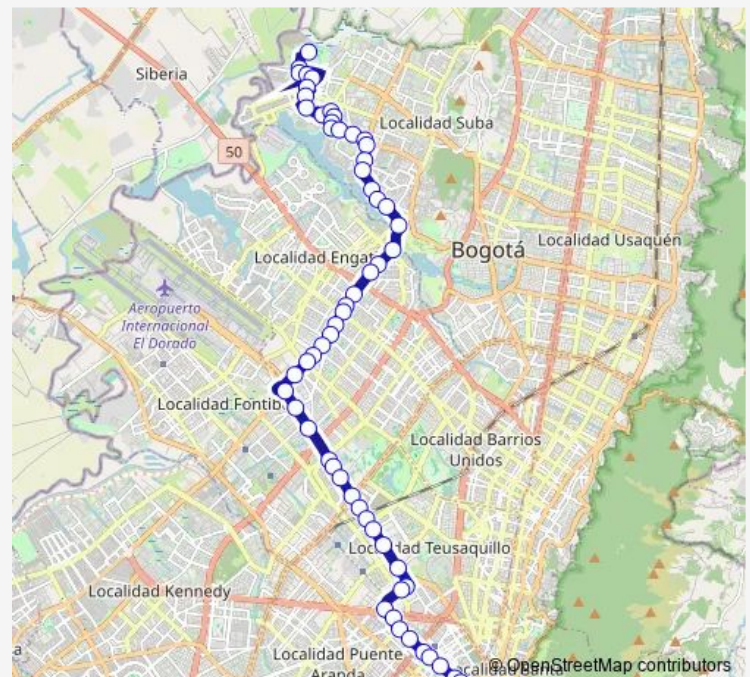 Siberia
Localidad Suba
50
Localidad Engat
Bogotá
Localidad Usaquén
Aeropuerto
Internacional
El Dorado
Localidad Fontib
Localidad Barrios
Unidos
Localidad Teusaquillo
Localidad Kennedy
Localidad Puente
Aranda
a
© OpenStreetMap contributors